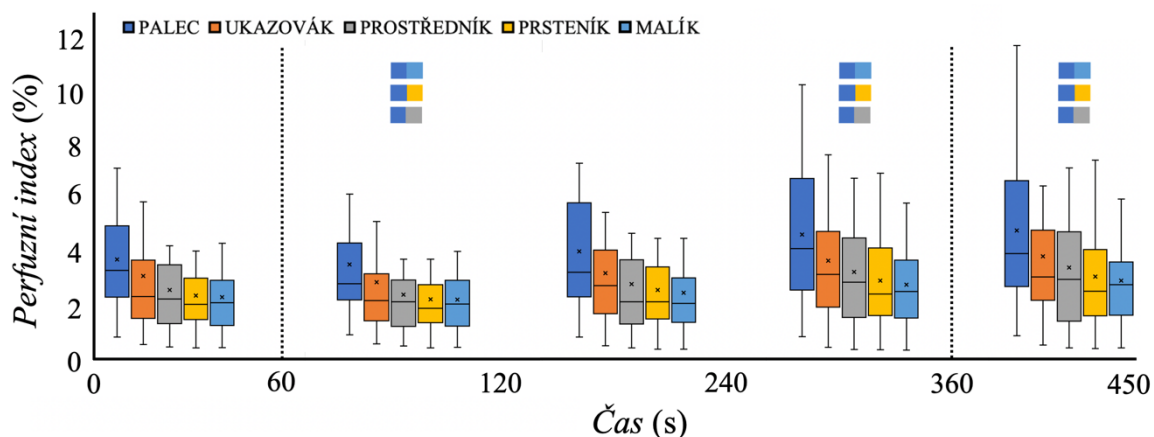 PALEC UKAZOVÁK PROSTŘEDNÍK PRSTENÍK MALÍK
Perfuzní index (%)
12
10
8
6
4
2
0
0 60 120 240 360 450
Čas (s)